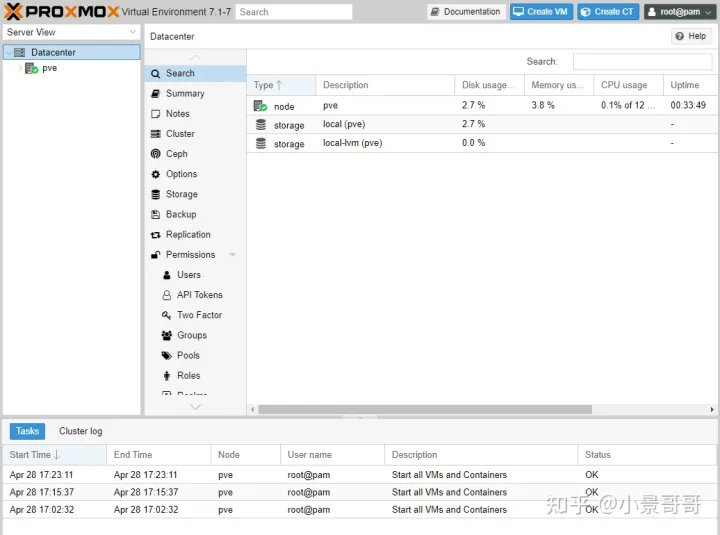 PROXMOX Virtual Environment 7.1-7 Search Documentation Create VM Create CT root@pam
Server View
Datacenter
pve
Datacenter Help
Search
Summary
Notes
Cluster
Ceph
Options
Storage
Backup
Replication
Permissions
Users
API Tokens
Two Factor
Groups
Pools
Roles
Realms
Search:
Type Description Disk usage... Memory us... CPU usage Uptime
node pve 2.7 % 3.8 % 0.1% of 12 ... 00:33:49
storage local (pve) 2.7 % -
storage local-lvm (pve) 0.0 % -
Tasks Cluster log
Start Time End Time Node User name Description Status
Apr 28 17:23:11 Apr 28 17:23:11 pve root@pam Start all VMs and Containers OK
Apr 28 17:15:37 Apr 28 17:15:37 pve root@pam Start all VMs and Containers OK
Apr 28 17:02:32 Apr 28 17:02:32 pve root@pam Start all VMs and Containers OK
知乎 @小景哥哥